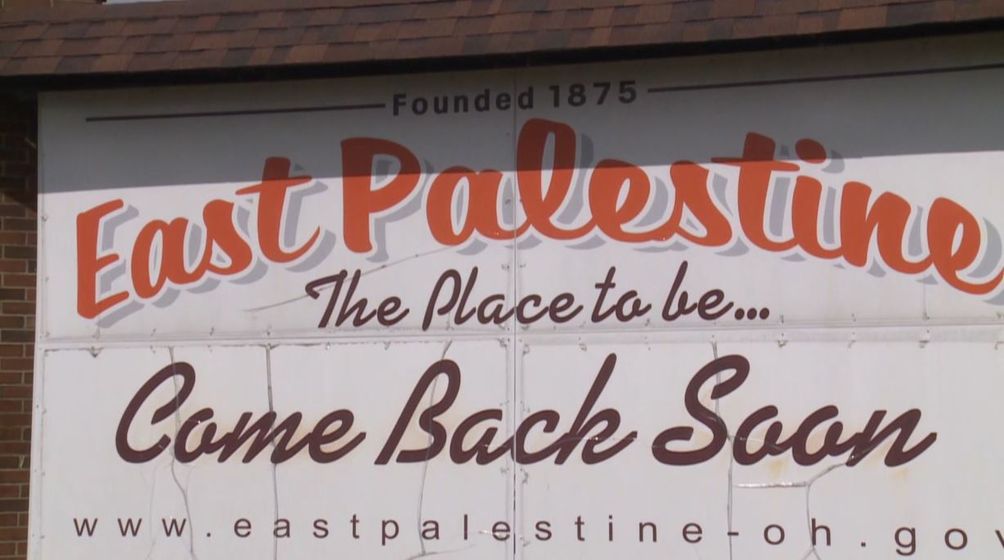 Founded 1875
East Palestine
The Place to be...
Come Back Soon
www.eastpalestine-oh.gov